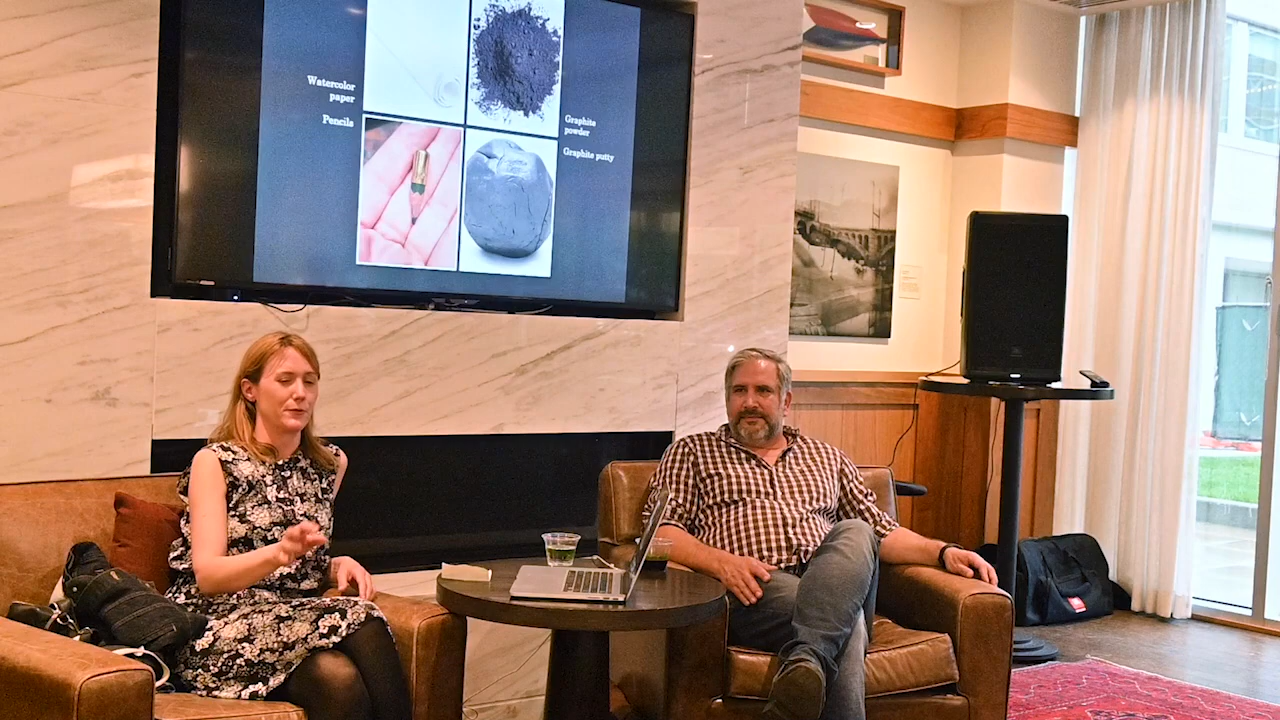 Watercolor
paper
Pencils
Graphite
powder
Graphite putty